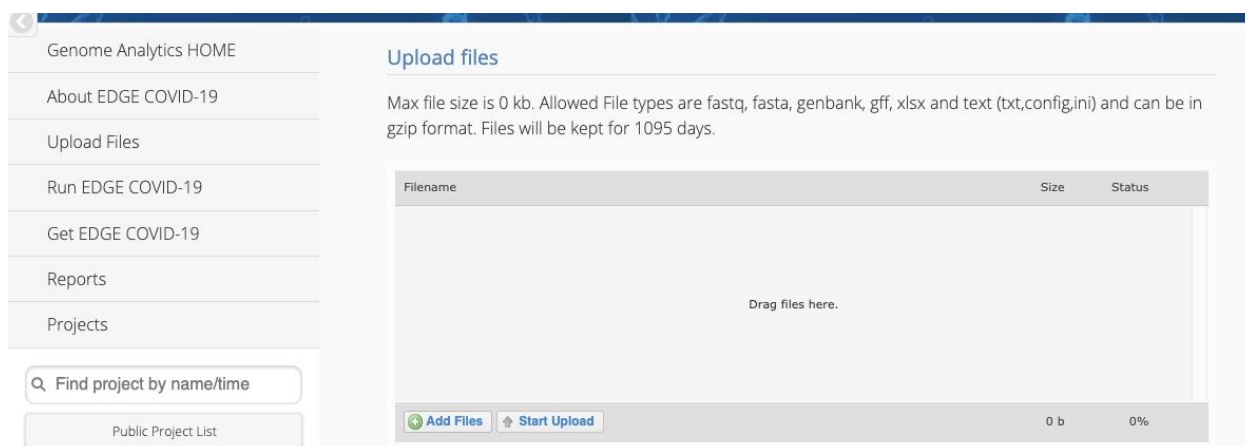 Genome Analytics HOME
About EDGE COVID-19
Upload Files
Run EDGE COVID-19
Get EDGE COVID-19
Reports
Projects
Find project by name/time
Public Project List
Upload files
Max file size is 0 kb. Allowed File types are fastq, fasta, genbank, gff, xlsx and text (txt,config,ini) and can be in
gzip format. Files will be kept for 1095 days.
Filename Size Status
Drag files here.
Add Files Start Upload 0 b 0%